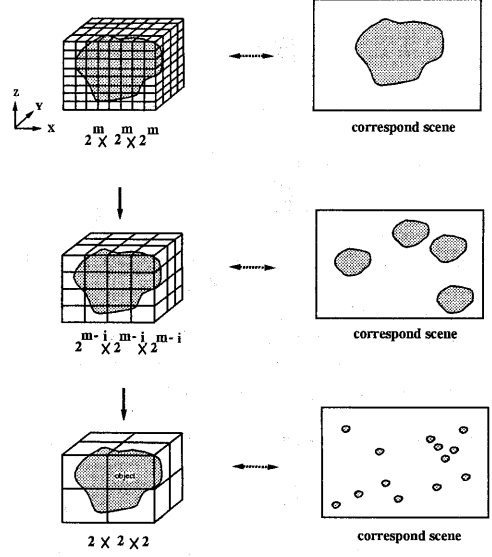 Z
Y
X
2^m × 2^m × 2^m
correspond scene
2^m-i × 2^m-i × 2^m-i
correspond scene
object
2 × 2 × 2
correspond scene